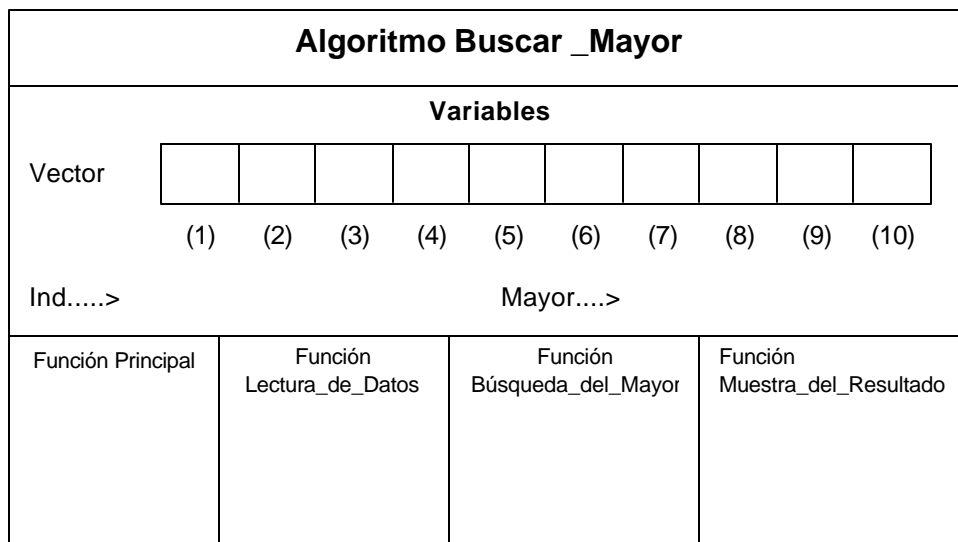 Algoritmo Buscar _Mayor
Variables
Vector
(1) (2) (3) (4) (5) (6) (7) (8) (9) (10)
Ind.....> Mayor....>
Función Principal
Función
Lectura_de_Datos
Función
Búsqueda_del_Mayor
Función
Muestra_del_Resultado